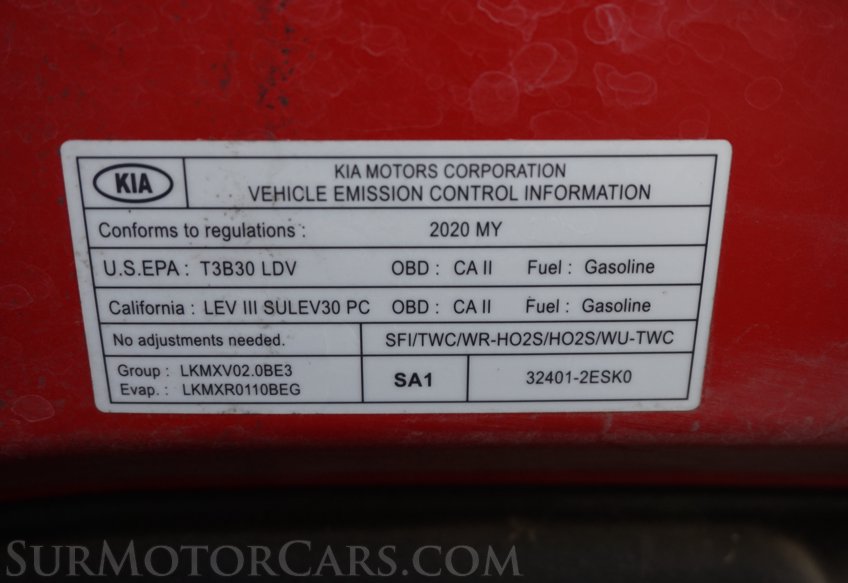 KIA
KIA MOTORS CORPORATION
VEHICLE EMISSION CONTROL INFORMATION
Conforms to regulations : 2020 MY
U.S.EPA : T3B30 LDV OBD : CA II Fuel : Gasoline
California : LEV III SULEV30 PC OBD : CA II Fuel : Gasoline
No adjustments needed. SFI/TWC/WR-HO2S/HO2S/WU-TWC
Group : LKMXV02.0BE3
Evap. : LKMXR0110BEG
SA1
32401-2ESK0
SurMotorCars.com